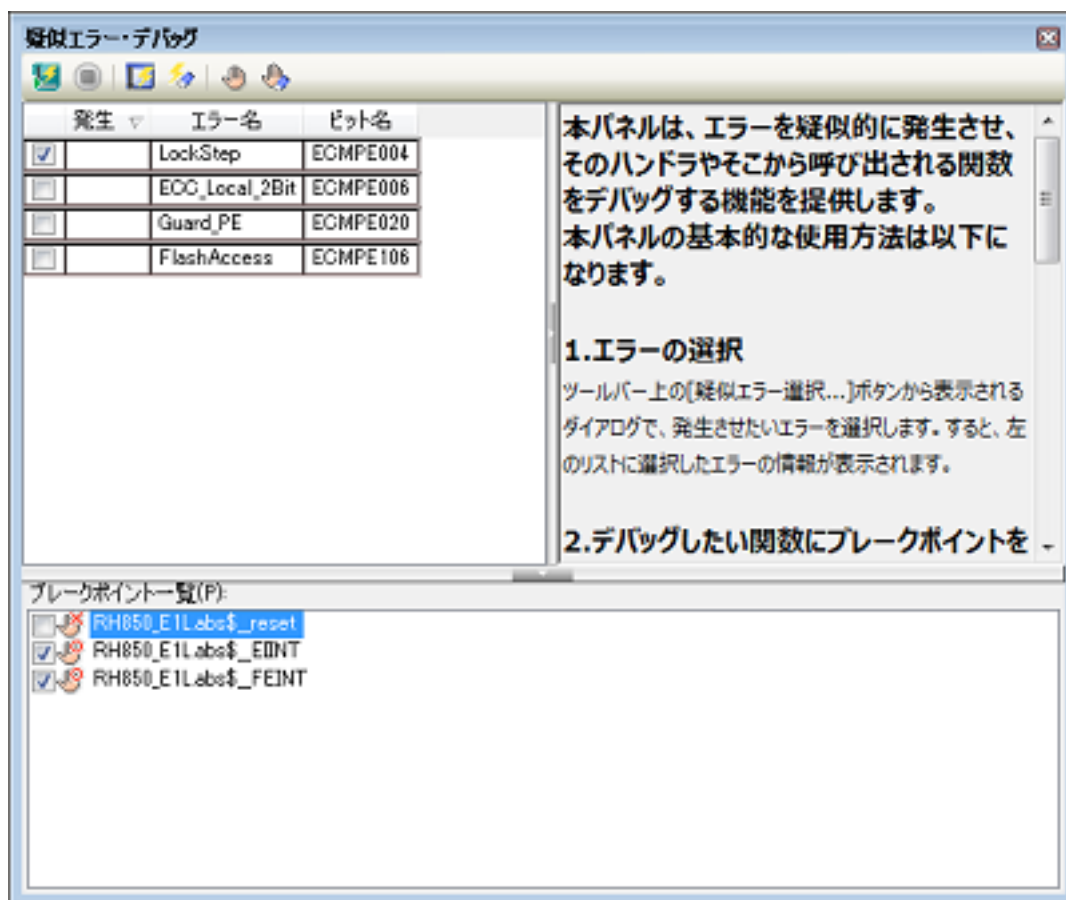 疑似エラー・デバッグ
発生 エラー名 ビット名
LockStep ECMPE004
ECC_Local_2Bit ECMPE006
Guard_PE ECMPE020
FlashAccess ECMPE106
本パネルは、エラーを疑似的に発生させ、
そのハンドラやそこから呼び出される関数
をデバッグする機能を提供します。
本パネルの基本的な使用方法は以下に
なります。
1.エラーの選択
ツールバー上の[疑似エラー選択...]ボタンから表示される
ダイアログで、発生させたいエラーを選択します。すると、左
のリストに選択したエラーの情報が表示されます。
2.デバッグしたい関数にブレークポイントを
ブレークポイント一覧(P):
RH850_E1L.abs$_reset
RH850_E1L.abs$_EIINT
RH850_E1L.abs$_FEINT